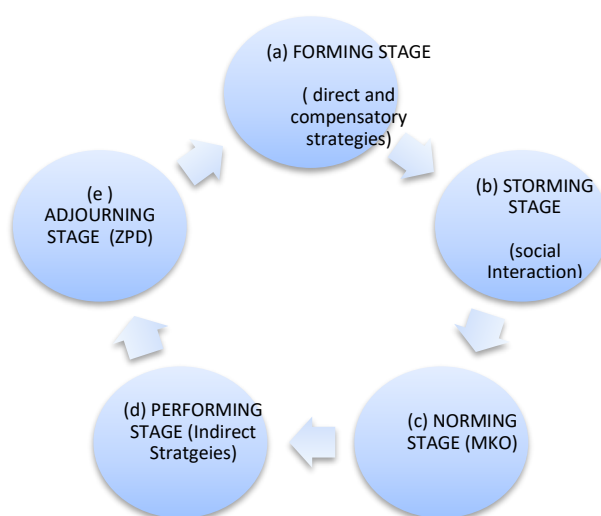 (a) FORMING STAGE
( direct and
compensatory
strategies)
(b) STORMING
STAGE
(social
Interaction)
(c) NORMING
STAGE (MKO)
(d) PERFORMING
STAGE (Indirect
Stratgeies)
(e )
ADJOURNING
STAGE (ZPD)